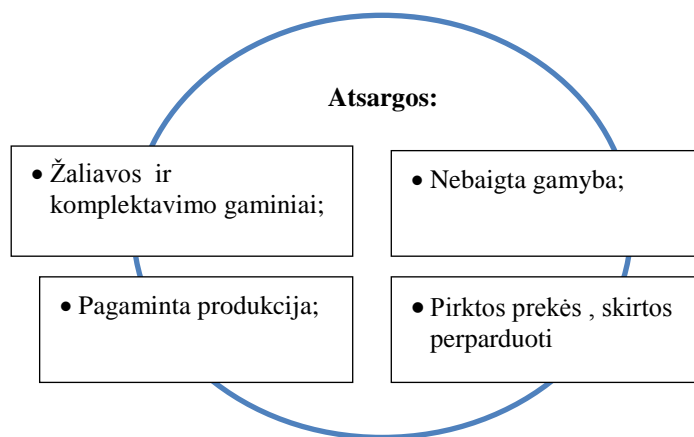 Atsargos:
• Žaliavos ir
komplektavimo gaminiai;
• Nebaigta gamyba;
• Pagaminta produkcija;
• Pirktos prekės , skirtos
perparduoti